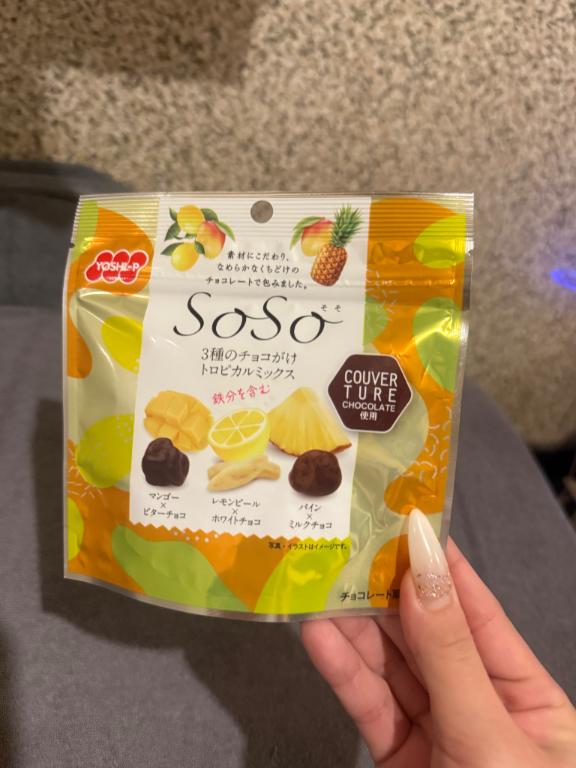 YOSHI-P
素材にこだわり、
なめらかなくちどけの
チョコレートで包みました。
SoSo
そそ
3種のチョコがけ
トロピカルミックス
鉄分を含む
COUVER
TURE
CHOCOLATE
使用
マンゴー
×
ビターチョコ
レモンピール
×
ホワイトチョコ
パイン
×
ミルクチョコ
写真・イラストはイメージです。
チョコレート菓